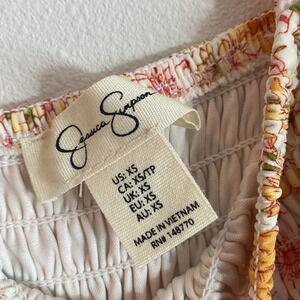 Jessica Simpson
US: XS
CA: XS/TP
UK: XS
EU: XS
AU: XS
MADE IN VIETNAM
RN# 148770